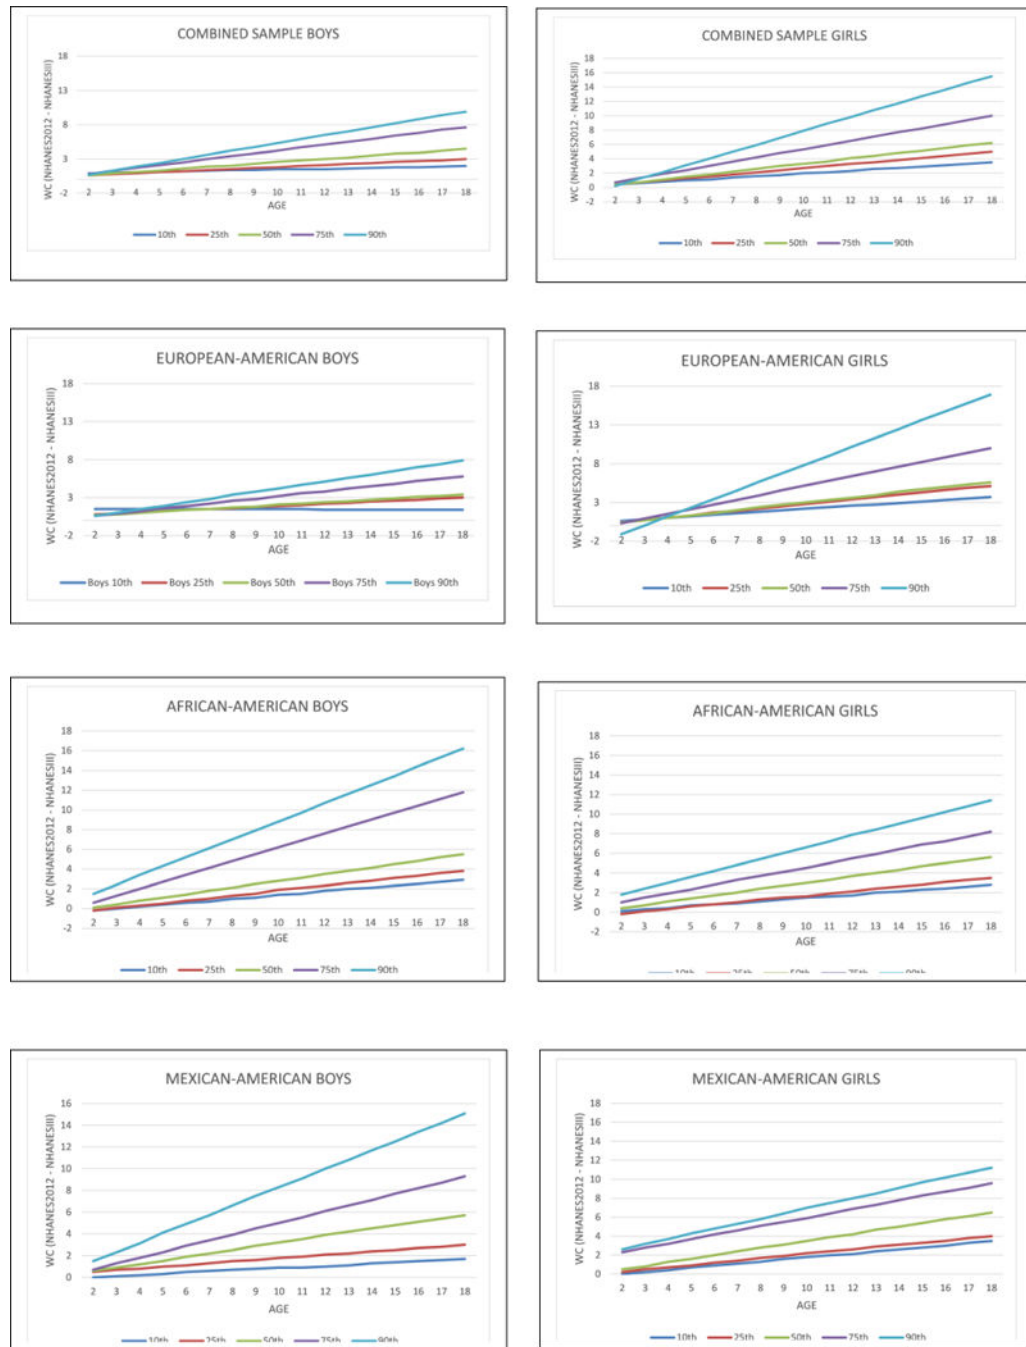 COMBINED SAMPLE BOYS
WC (NHANES2012 - NHANESIII)
18
13
8
3
-2
2 3 4 5 6 7 8 9 10 11 12 13 14 15 16 17 18
AGE
10th 25th 50th 75th 90th
COMBINED SAMPLE GIRLS
WC (NHANES2012 - NHANESIII)
18
16
14
12
10
8
6
4
2
0
-2
2 3 4 5 6 7 8 9 10 11 12 13 14 15 16 17 18
AGE
10th 25th 50th 75th 90th
EUROPEAN-AMERICAN BOYS
WC (NHANES2012 - NHANESIII)
18
13
8
3
-2
2 3 4 5 6 7 8 9 10 11 12 13 14 15 16 17 18
AGE
Boys 10th Boys 25th Boys 50th Boys 75th Boys 90th
EUROPEAN-AMERICAN GIRLS
WC (NHANES2012 - NHANESIII)
18
13
8
3
-2
2 3 4 5 6 7 8 9 10 11 12 13 14 15 16 17 18
AGE
10th 25th 50th 75th 90th
AFRICAN-AMERICAN BOYS
WC (NHANES2012 - NHANESIII)
18
16
14
12
10
8
6
4
2
0
-2
2 3 4 5 6 7 8 9 10 11 12 13 14 15 16 17 18
AGE
10th 25th 50th 75th 90th
AFRICAN-AMERICAN GIRLS
WC (NHANES2012 - NHANESIII)
18
16
14
12
10
8
6
4
2
0
-2
2 3 4 5 6 7 8 9 10 11 12 13 14 15 16 17 18
AGE
10th 25th 50th 75th 90th
MEXICAN-AMERICAN BOYS
WC (NHANES2012 - NHANESIII)
16
14
12
10
8
6
4
2
0
2 3 4 5 6 7 8 9 10 11 12 13 14 15 16 17 18
AGE
10th 25th 50th 75th 90th
MEXICAN-AMERICAN GIRLS
WC (NHANES2012 - NHANESIII)
18
16
14
12
10
8
6
4
2
0
2 3 4 5 6 7 8 9 10 11 12 13 14 15 16 17 18
AGE
10th 25th 50th 75th 90th